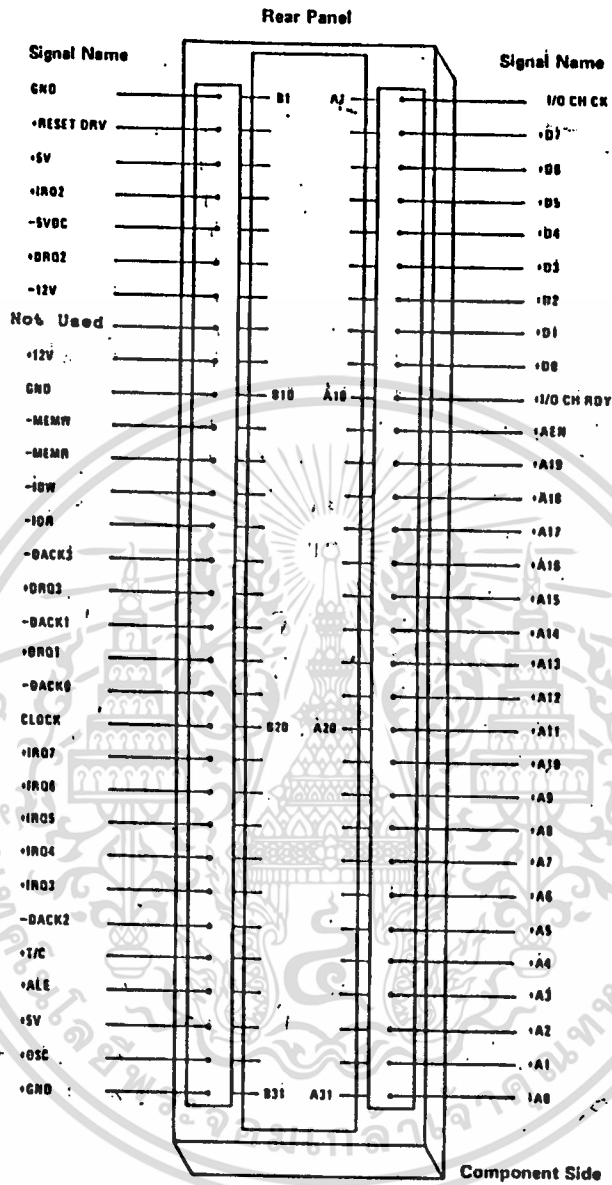 Rear Panel
Signal Name
Signal Name
GND
B1
A1
I/O CH CK
+RESET DRV
+D7
+5V
+D6
+IRQ2
+D5
-5VDC
+D4
+DRQ2
+D3
-12V
+D2
Not Used
+D1
+12V
+D0
GND
B10
A10
+I/O CH RDY
-MEMW
+AEN
-MEMR
+A19
-IOW
+A18
-IOR
+A17
-DACK3
+A16
+DRQ3
+A15
-DACK1
+A14
+DRQ1
+A13
-DACK0
+A12
CLOCK
B20
A20
+A11
+IRQ7
+A10
+IRQ6
+A9
+IRQ5
+A8
+IRQ4
+A7
+IRQ3
+A6
-DACK2
+A5
+T/C
+A4
+ALE
+A3
+5V
+A2
+OSC
+A1
+GND
B31
A31
+A0
Component Side